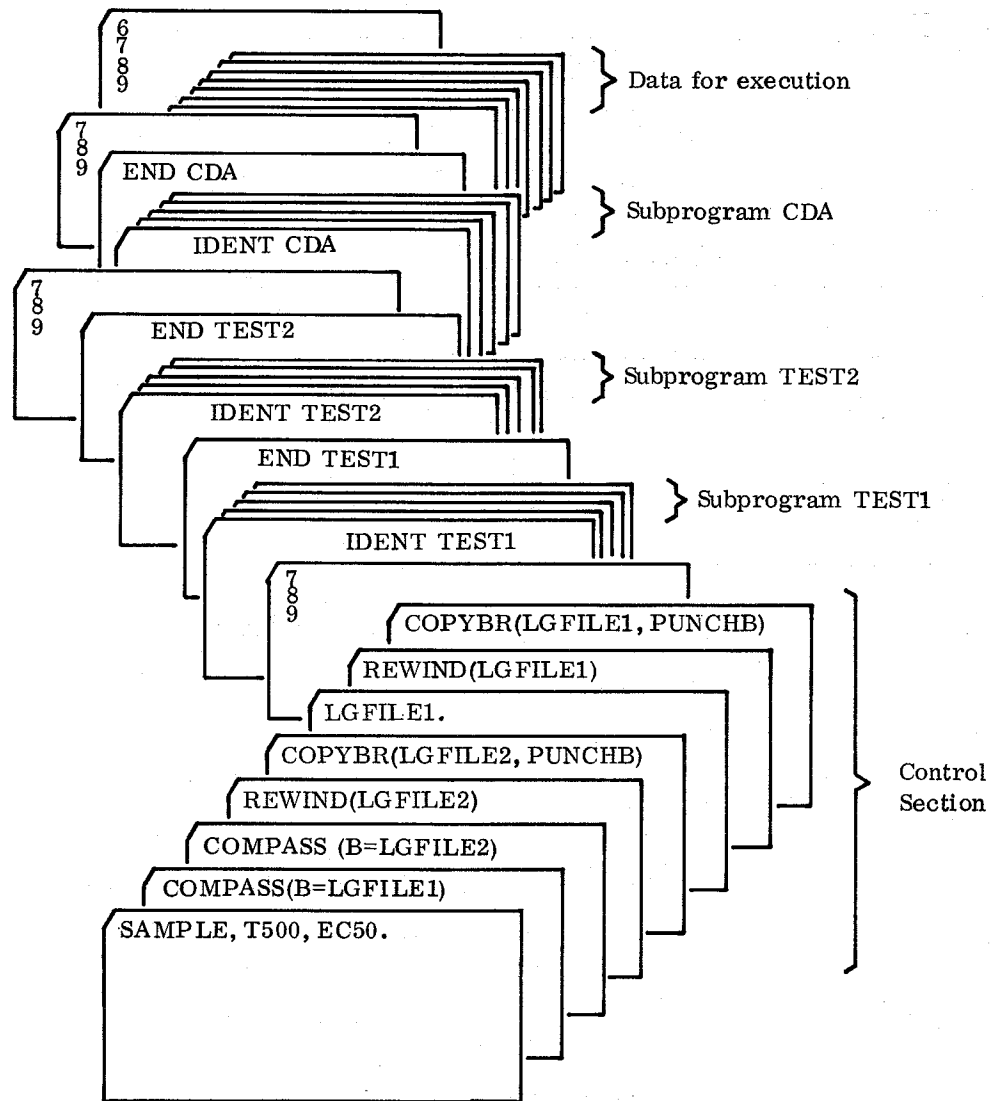 6
7
8
9
Data for execution
7
8
9
END CDA
Subprogram CDA
IDENT CDA
7
8
9
END TEST2
Subprogram TEST2
IDENT TEST2
END TEST1
Subprogram TEST1
IDENT TEST1
7
8
9
COPYBR(LGFILE1, PUNCHB)
REWIND(LGFILE1)
LGFILE1.
COPYBR(LGFILE2, PUNCHB)
Control
Section
REWIND(LGFILE2)
COMPASS (B=LGFILE2)
COMPASS(B=LGFILE1)
SAMPLE, T500, EC50.